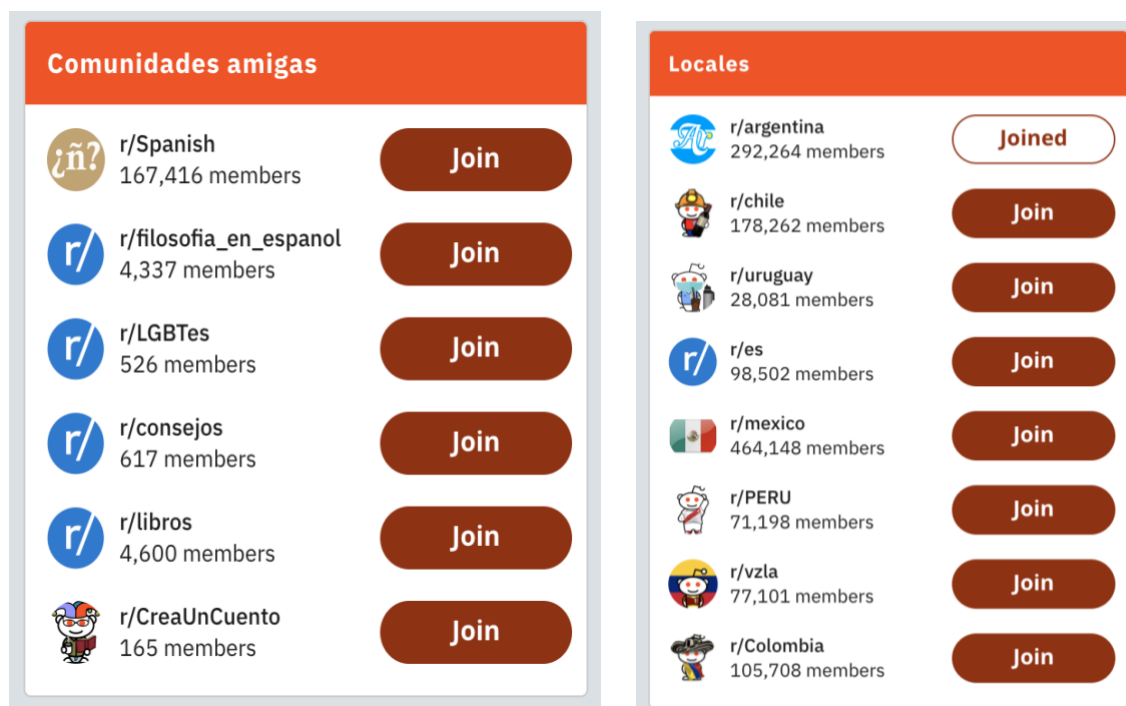 Comunidades amigas
¿ñ?
r/Spanish
167,416 members
Join
r/
r/filosofia_en_espanol
4,337 members
Join
r/
r/LGBTes
526 members
Join
r/
r/consejos
617 members
Join
r/
r/libros
4,600 members
Join
r/CreaUnCuento
165 members
Join
Locales
Ar
r/argentina
292,264 members
Joined
r/chile
178,262 members
Join
r/uruguay
28,081 members
Join
r/
r/es
98,502 members
Join
r/mexico
464,148 members
Join
r/PERU
71,198 members
Join
r/vzla
77,101 members
Join
r/Colombia
105,708 members
Join